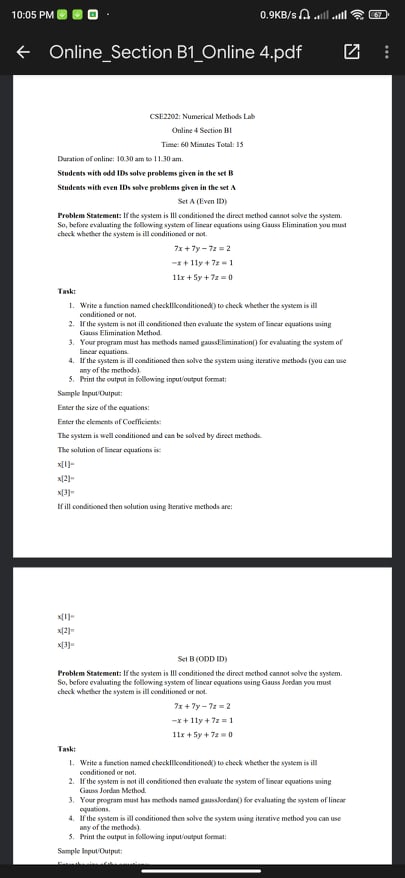 10:05 PM
0.9KB/s
67
Online_Section B1_Online 4.pdf
CSE2202: Numerical Methods Lab
Online 4 Section B1
Time: 60 Minutes Total: 15
Duration of online: 10.30 am to 11.30 am.
Students with odd IDs solve problems given in the set B
Students with even IDs solve problems given in the set A
Set A (Even ID)
Problem Statement: If the system is Ill conditioned the direct method cannot solve the system.
So, before evaluating the following system of linear equations using Gauss Elimination you must
check whether the system is ill conditioned or not.
7x + 7y − 7z = 2
−x + 11y + 7z = 1
11x + 5y + 7z = 0
Task:
1. Write a function named checkIllconditioned() to check whether the system is ill
conditioned or not.
2. If the system is not ill conditioned then evaluate the system of linear equations using
Gauss Elimination Method.
3. Your program must has methods named gaussElimination() for evaluating the system of
linear equations.
4. If the system is ill conditioned then solve the system using iterative methods (you can use
any of the methods).
5. Print the output in following input/output format:
Sample Input/Output:
Enter the size of the equations:
Enter the elements of Coefficients:
The system is well conditioned and can be solved by direct methods.
The solution of linear equations is:
x[1]=
x[2]=
x[3]=
If ill conditioned then solution using Iterative methods are:
x[1]=
x[2]=
x[3]=
Set B (ODD ID)
Problem Statement: If the system is Ill conditioned the direct method cannot solve the system.
So, before evaluating the following system of linear equations using Gauss Jordan you must
check whether the system is ill conditioned or not.
7x + 7y − 7z = 2
−x + 11y + 7z = 1
11x + 5y + 7z = 0
Task:
1. Write a function named checkIllconditioned() to check whether the system is ill
conditioned or not.
2. If the system is not ill conditioned then evaluate the system of linear equations using
Gauss Jordan Method.
3. Your program must has methods named gaussJordan() for evaluating the system of linear
equations.
4. If the system is ill conditioned then solve the system using iterative method you can use
any of the methods).
5. Print the output in following input/output format:
Sample Input/Output:
Enter the size of the equations: